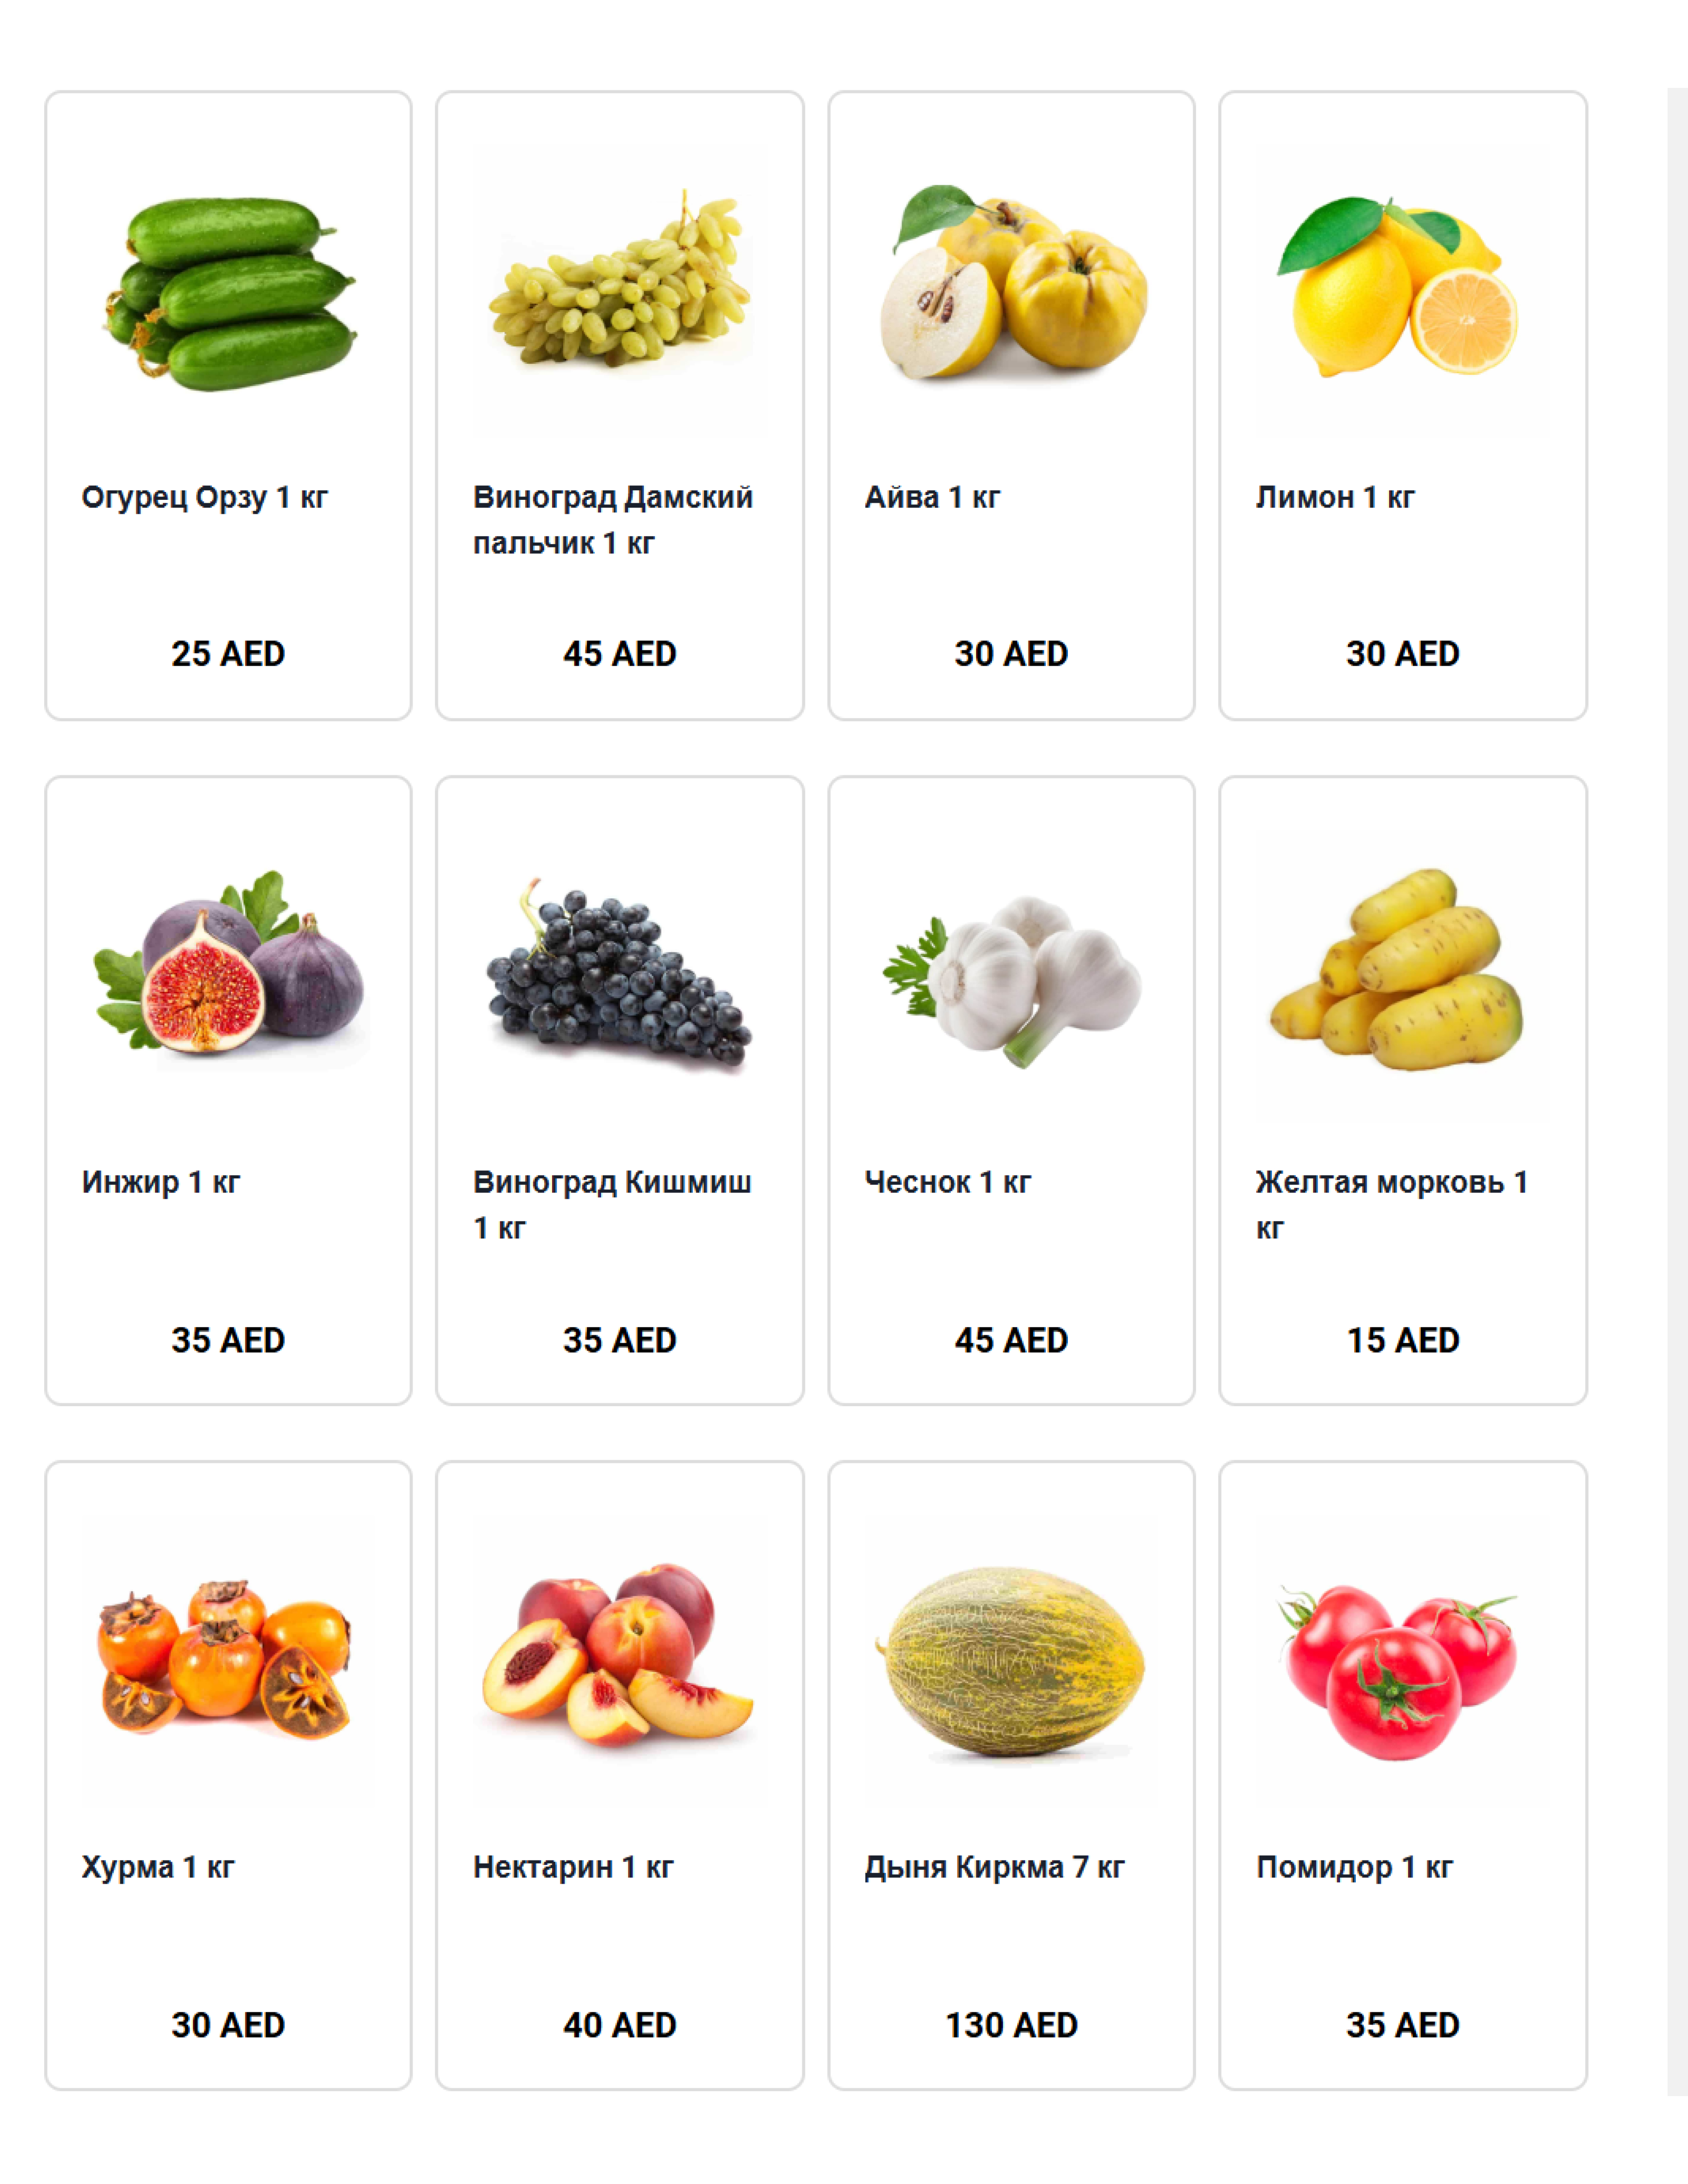 Огурец Орзу 1 кг
25 AED
Виноград Дамский
пальчик 1 кг
45 AED
Айва 1 кг
30 AED
Лимон 1 кг
30 AED
Инжир 1 кг
35 AED
Виноград Кишмиш
1 кг
35 AED
Чеснок 1 кг
45 AED
Желтая морковь 1
кг
15 AED
Хурма 1 кг
30 AED
Нектарин 1 кг
40 AED
Дыня Киркма 7 кг
130 AED
Помидор 1 кг
35 AED